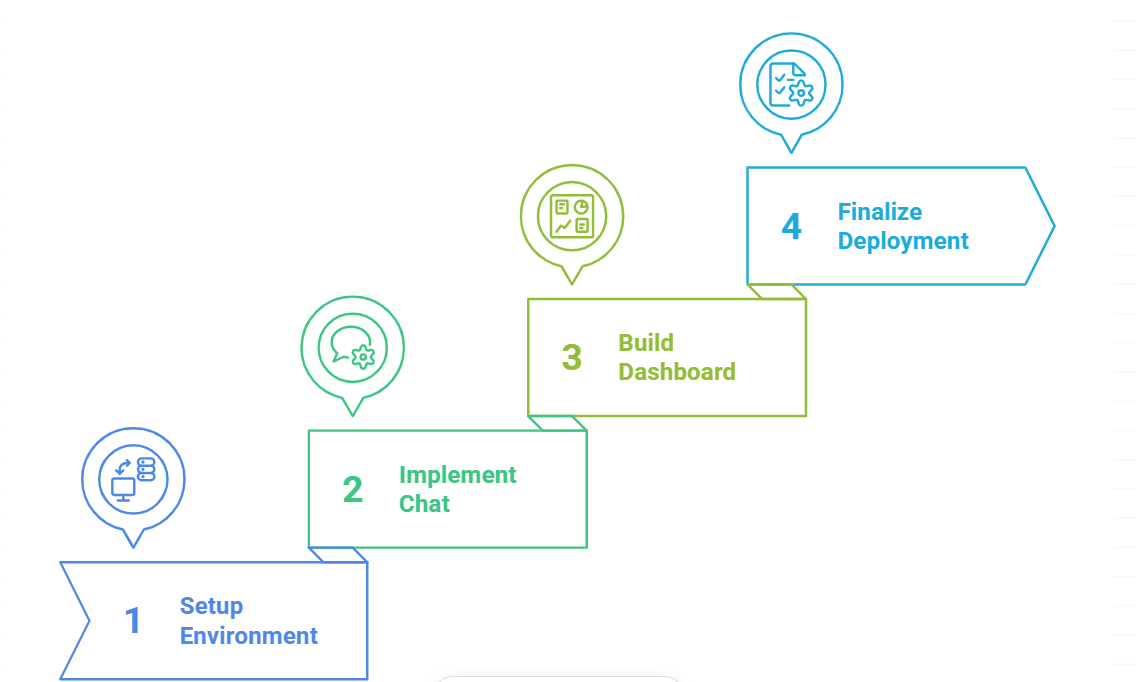 4
Finalize
Deployment
3
Build
Dashboard
2
Implement
Chat
1
Setup
Environment